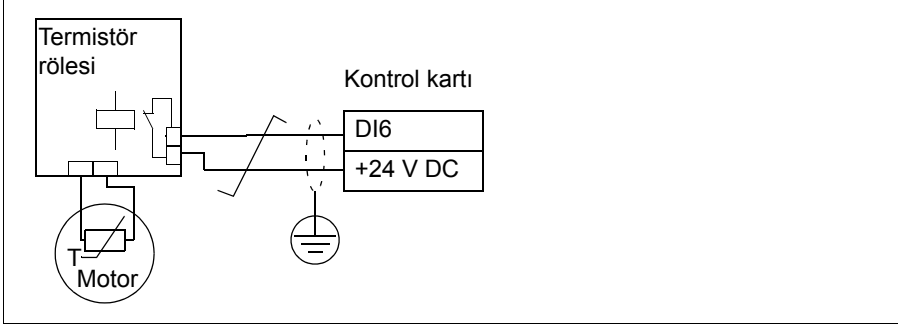 Termistör
rölesi
Kontrol kartı
DI6
+24 V DC
T
Motor